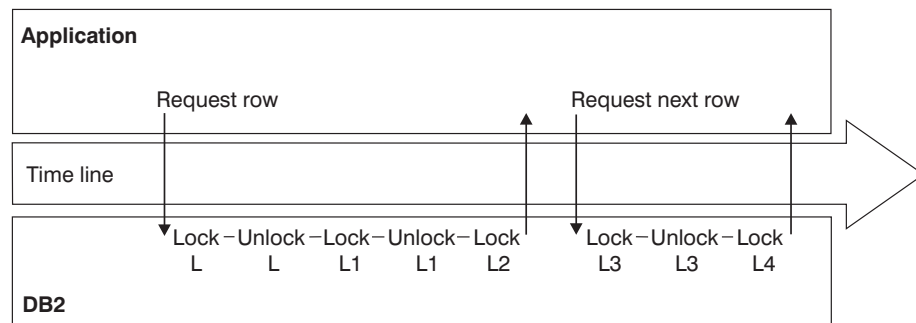 Application
Request row Request next row
Time line
Lock–Unlock–Lock–Unlock–Lock Lock–Unlock–Lock
L L L1 L1 L2 L3 L3 L4
DB2